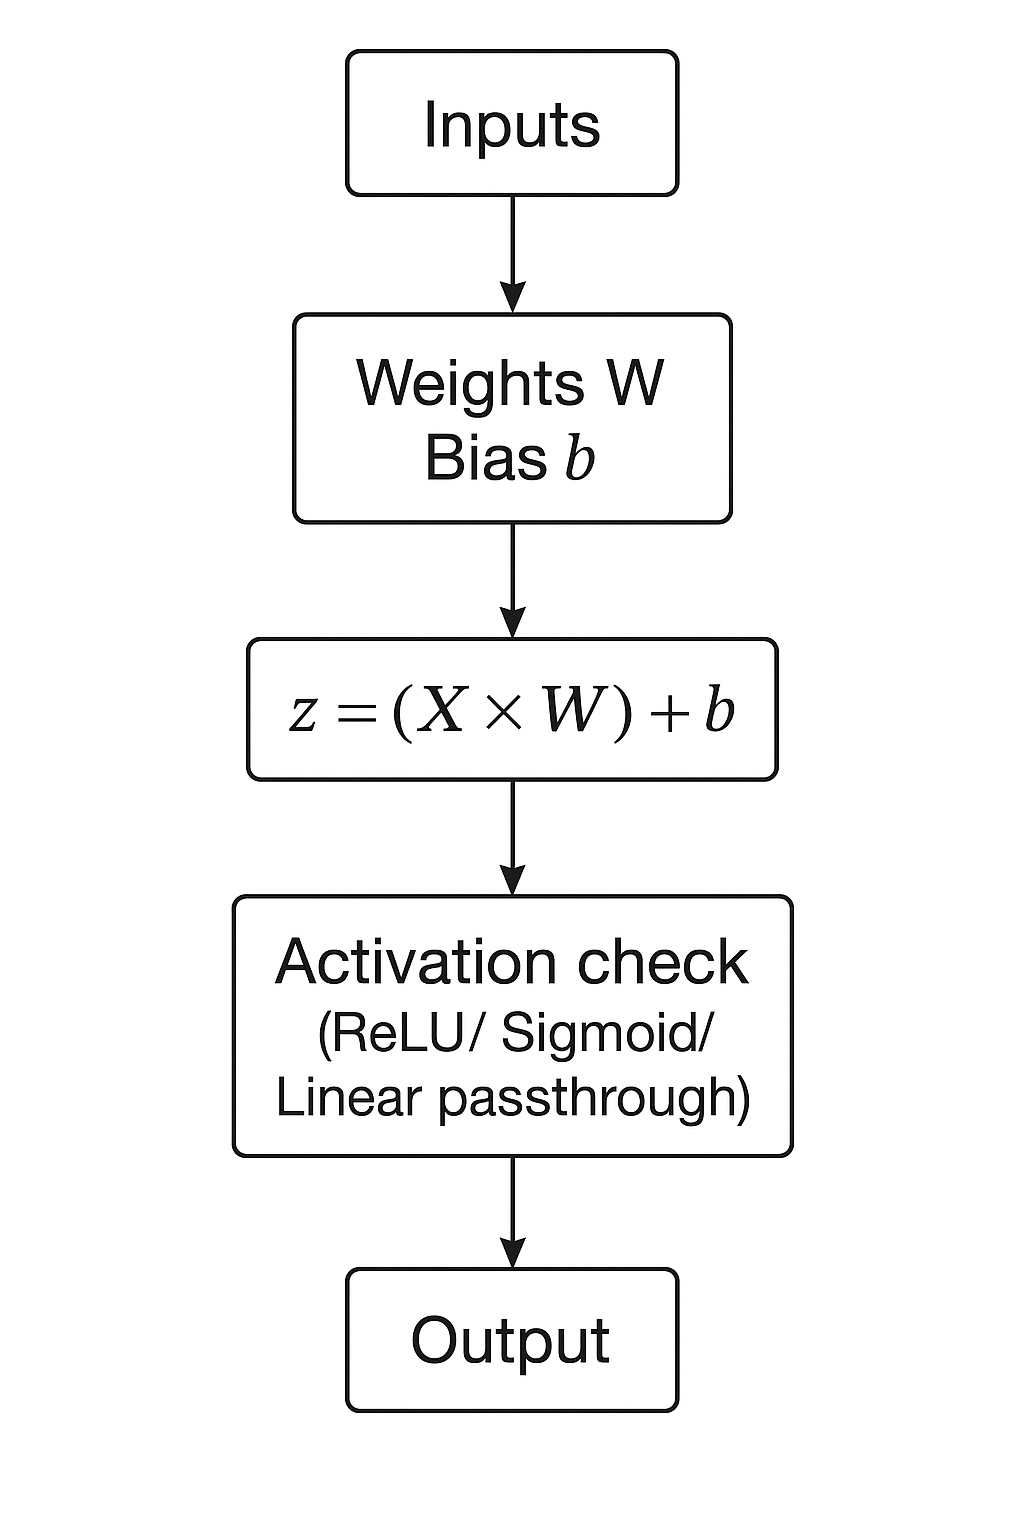 Inputs
Weights W
Bias b
z = (X × W) + b
Activation check
(ReLU/ Sigmoid/
Linear passthrough)
Output